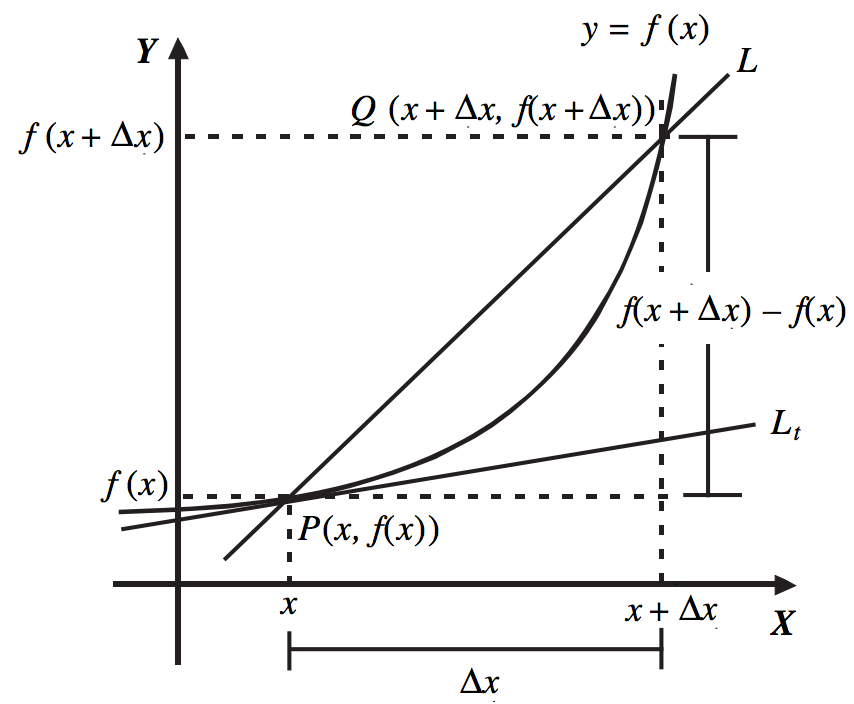 y = f (x)
Y
L
Q (x + Δx, f(x + Δx))
f (x + Δx)
f(x + Δx) – f(x)
L_t
f (x)
P(x, f(x))
x
x + Δx
X
Δx